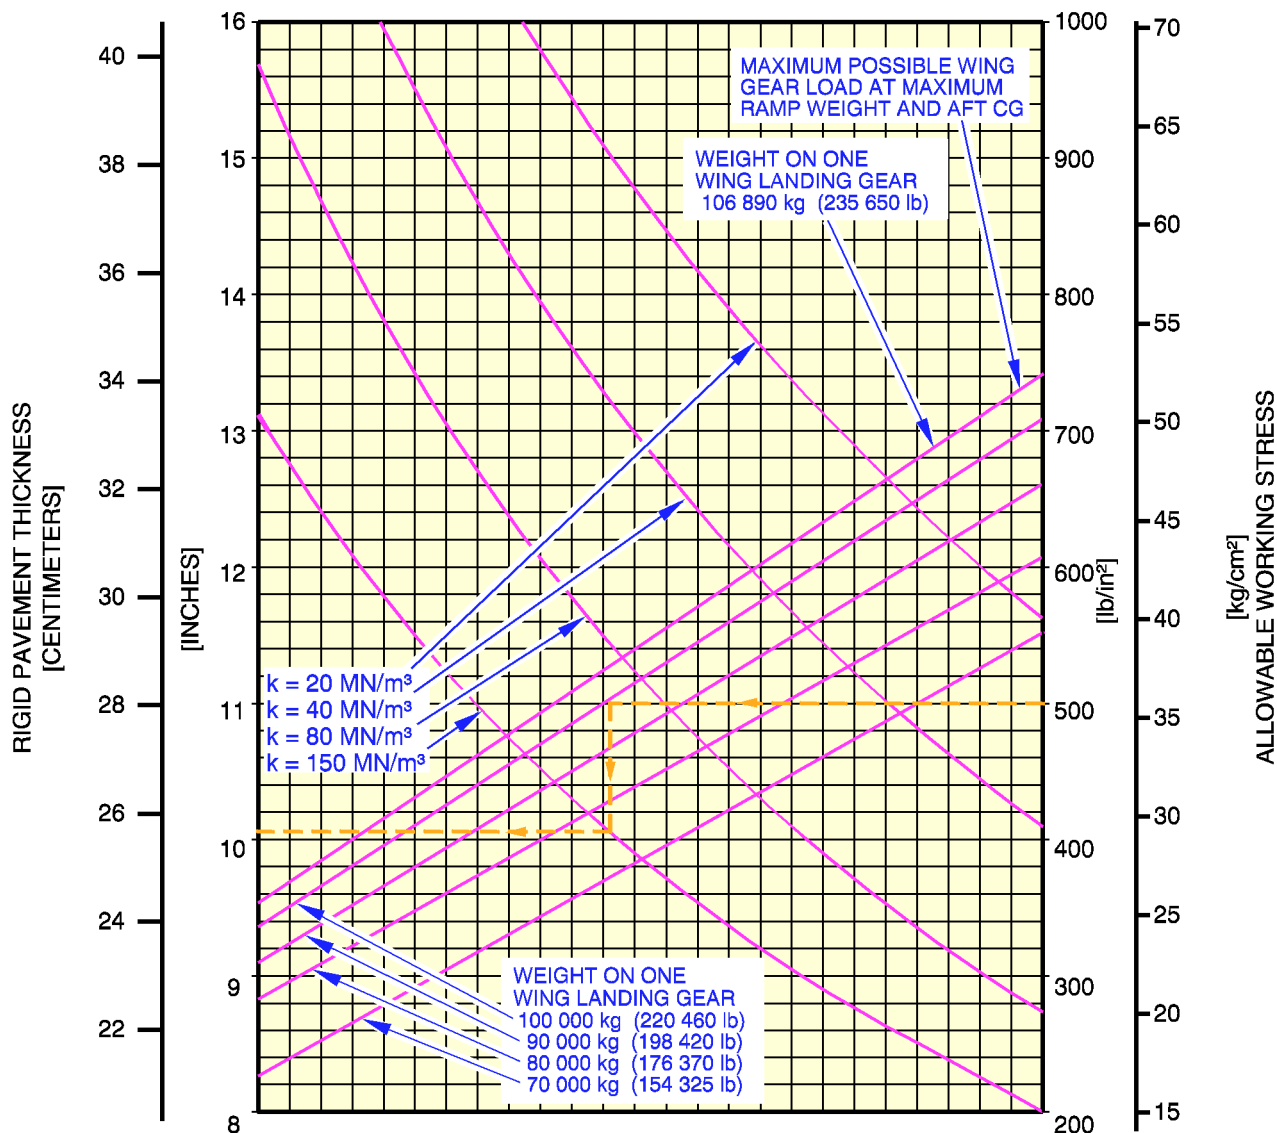 16
1000
70
40
MAXIMUM POSSIBLE WING
GEAR LOAD AT MAXIMUM
RAMP WEIGHT AND AFT CG
65
38
15
WEIGHT ON ONE
WING LANDING GEAR
106 890 kg (235 650 lb)
900
60
36
14
800
55
34
13
700
50
32
45
12
600
30
40
RIGID PAVEMENT THICKNESS
[CENTIMETERS]
[INCHES]
[lb/in²]
[kg/cm²]
ALLOWABLE WORKING STRESS
k = 20 MN/m³
k = 40 MN/m³
k = 80 MN/m³
k = 150 MN/m³
28
11
500
35
26
10
400
30
24
25
9
300
22
20
WEIGHT ON ONE
WING LANDING GEAR
100 000 kg (220 460 lb)
90 000 kg (198 420 lb)
80 000 kg (176 370 lb)
70 000 kg (154 325 lb)
8
200
15